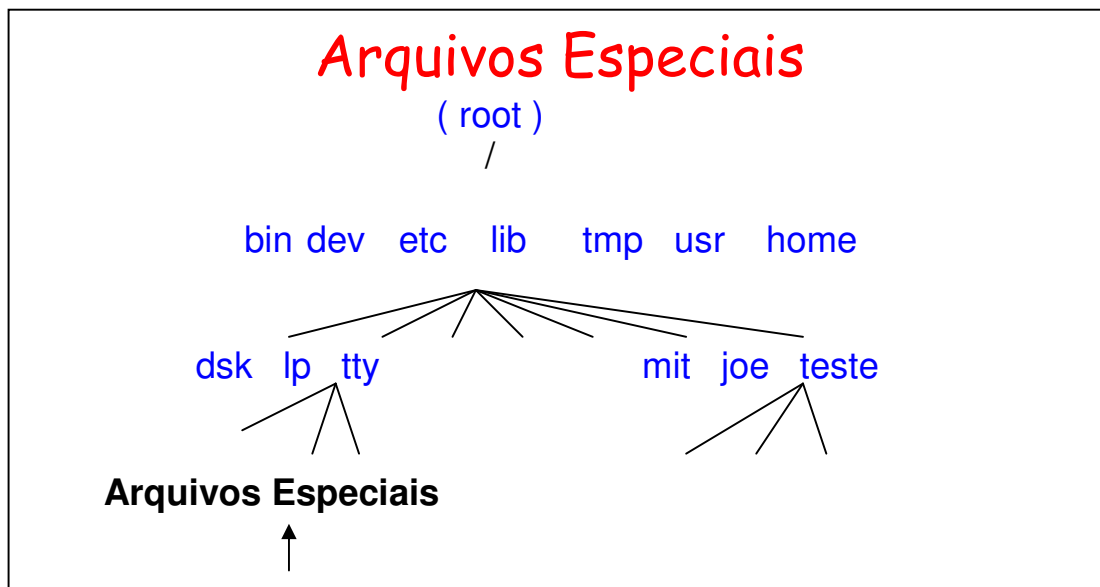 Arquivos Especiais
( root )
/
bin dev etc lib tmp usr home
dsk lp tty mit joe teste
Arquivos Especiais